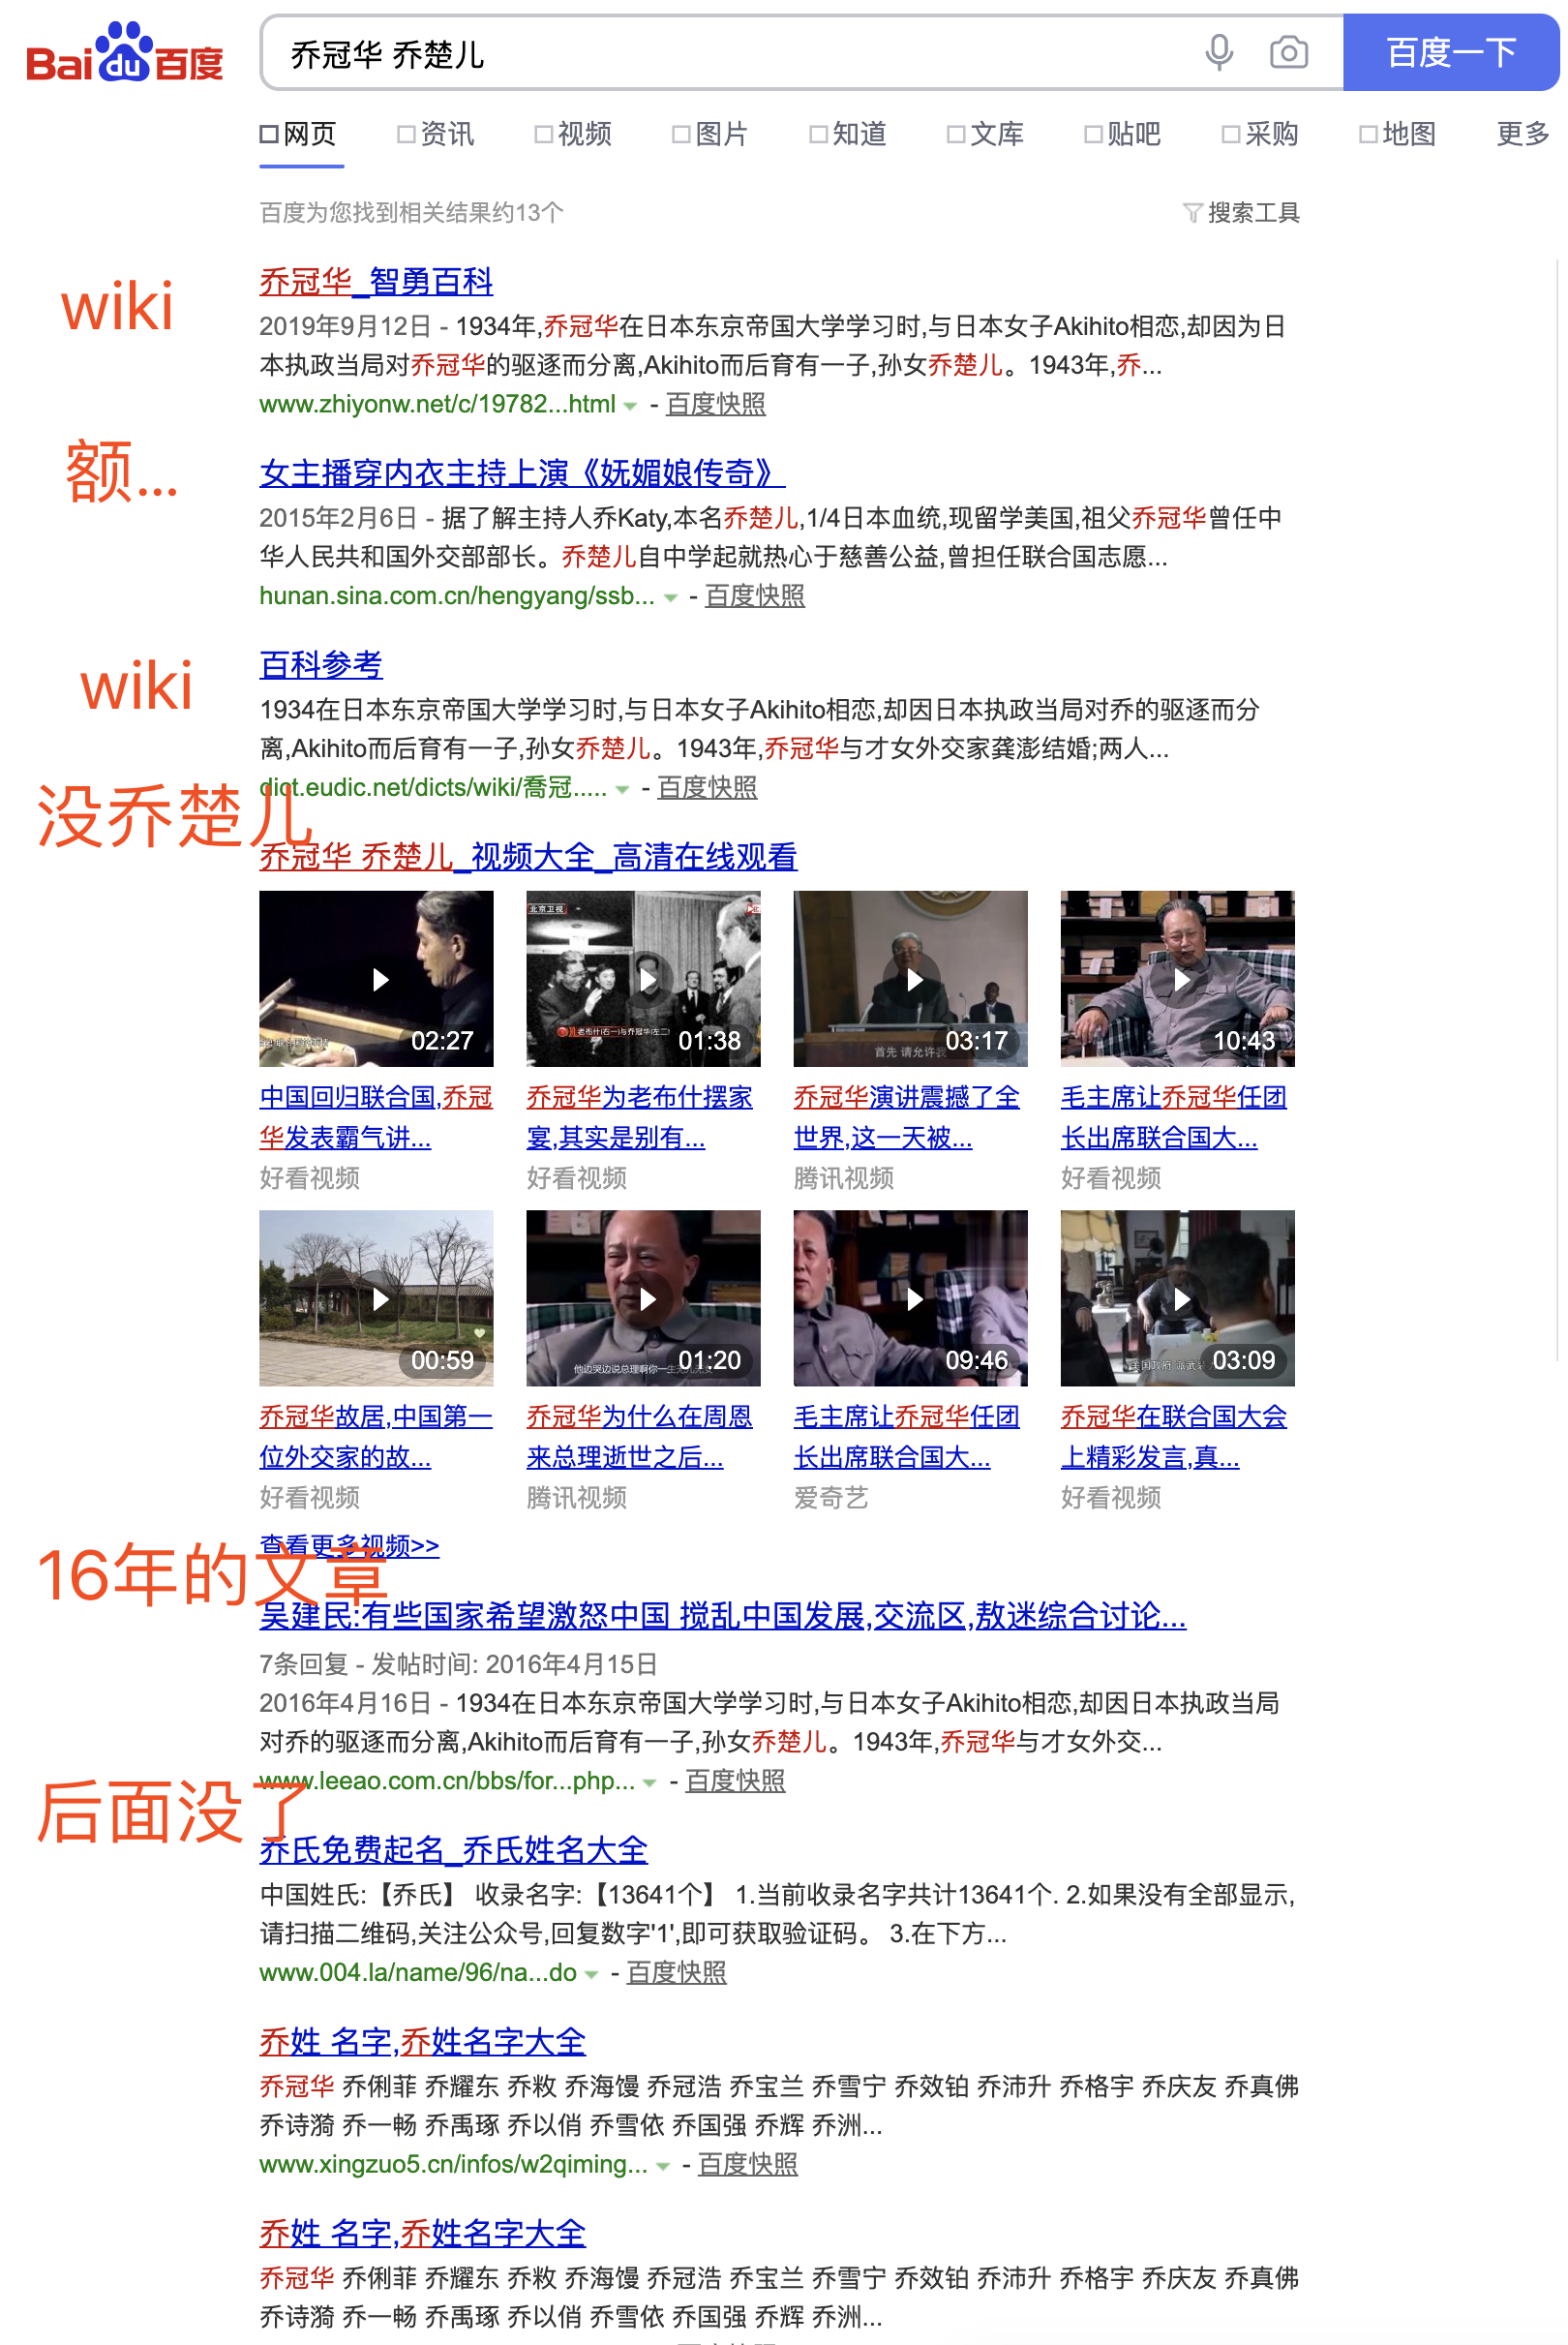 Baidu百度
乔冠华 乔楚儿
百度一下
网页 资讯 视频 图片 知道 文库 贴吧 采购 地图 更多
百度为您找到相关结果约13个
搜索工具
wiki
乔冠华_智勇百科
2019年9月12日 - 1934年,乔冠华在日本东京帝国大学学习时,与日本女子Akihito相恋,却因为日
本执政当局对乔冠华的驱逐而分离,Akihito而后育有一子,孙女乔楚儿。1943年,乔...
www.zhiyonw.net/c/19782...html - 百度快照
额...
女主播穿内衣主持上演《妩媚娘传奇》
2015年2月6日 - 据了解主持人乔Katy,本名乔楚儿,1/4日本血统,现留学美国,祖父乔冠华曾任中
华人民共和国外交部部长。乔楚儿自中学起就热心于慈善公益,曾担任联合国志愿...
hunan.sina.com.cn/hengyang/ssb... - 百度快照
wiki
百科参考
1934在日本东京帝国大学学习时,与日本女子Akihito相恋,却因日本执政当局对乔的驱逐而分
离,Akihito而后育有一子,孙女乔楚儿。1943年,乔冠华与才女外交家龚澎结婚;两人...
dict.eudic.net/dicts/wiki/喬冠..... - 百度快照
没乔楚儿
乔冠华 乔楚儿_视频大全_高清在线观看
02:27
北京卫视
老布什(右一)与乔冠华(左二)
01:38
首先 请允许我
03:17
10:43
中国回归联合国,乔冠
华发表霸气讲...
好看视频
乔冠华为老布什摆家
宴,其实是别有...
好看视频
乔冠华演讲震撼了全
世界,这一天被...
腾讯视频
毛主席让乔冠华任团
长出席联合国大...
好看视频
00:59
他边哭边说总理啊你一生
01:20
09:46
03:09
乔冠华故居,中国第一
位外交家的故...
好看视频
乔冠华为什么在周恩
来总理逝世之后...
腾讯视频
毛主席让乔冠华任团
长出席联合国大...
爱奇艺
乔冠华在联合国大会
上精彩发言,真...
好看视频
查看更多视频>>
16年的文章
吴建民:有些国家希望激怒中国 搅乱中国发展,交流区,敖迷综合讨论...
7条回复 - 发帖时间: 2016年4月15日
2016年4月16日 - 1934在日本东京帝国大学学习时,与日本女子Akihito相恋,却因日本执政当局
对乔的驱逐而分离,Akihito而后育有一子,孙女乔楚儿。1943年,乔冠华与才女外交...
www.leeao.com.cn/bbs/for...php... - 百度快照
后面没了
乔氏免费起名_乔氏姓名大全
中国姓氏:【乔氏】 收录名字:【13641个】 1.当前收录名字共计13641个. 2.如果没有全部显示,
请扫描二维码,关注公众号,回复数字'1',即可获取验证码。 3.在下方...
www.004.la/name/96/na...do - 百度快照
乔姓 名字,乔姓名字大全
乔冠华 乔俐菲 乔耀东 乔敉 乔海馒 乔冠浩 乔宝兰 乔雪宁 乔效铂 乔沛升 乔格宇 乔庆友 乔真佛
乔诗漪 乔一畅 乔禹琢 乔以俏 乔雪依 乔国强 乔辉 乔洲...
www.xingzuo5.cn/infos/w2qiming... - 百度快照
乔姓 名字,乔姓名字大全
乔冠华 乔俐菲 乔耀东 乔敉 乔海馒 乔冠浩 乔宝兰 乔雪宁 乔效铂 乔沛升 乔格宇 乔庆友 乔真佛
乔诗漪 乔一畅 乔禹琢 乔以俏 乔雪依 乔国强 乔辉 乔洲...